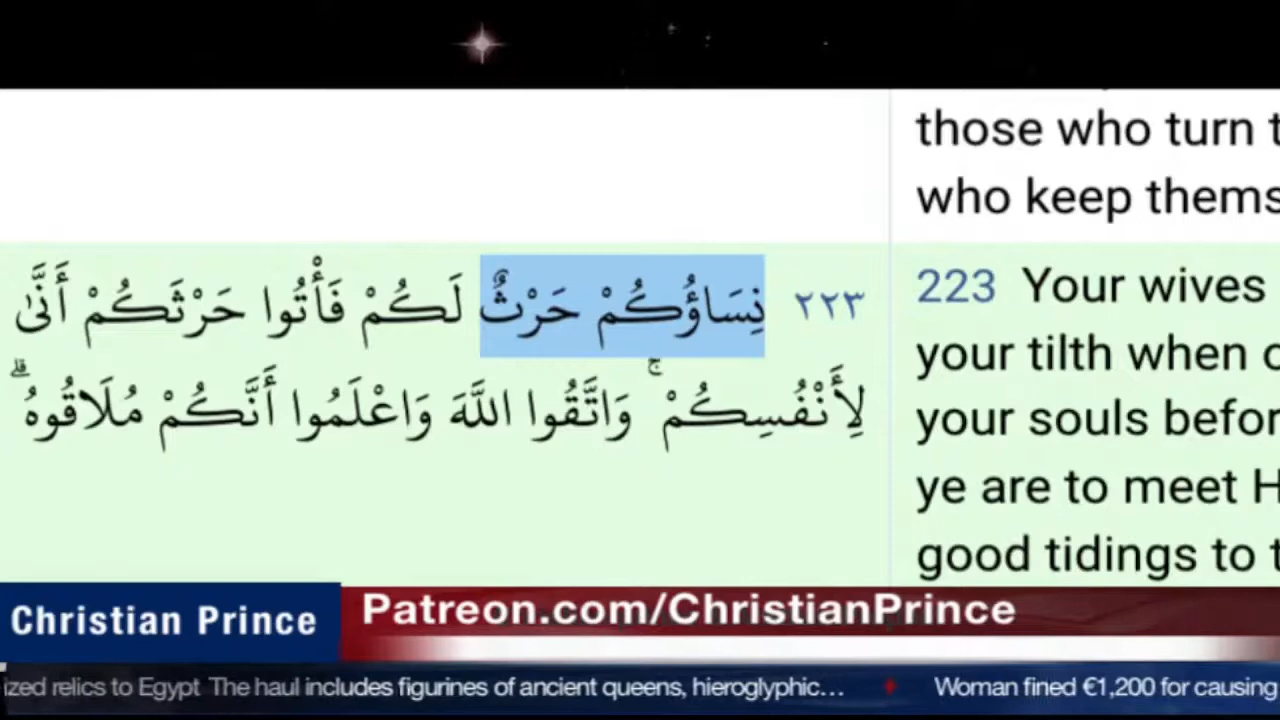 those who turn t
who keep thems
٢٢٣ نِسَاؤُكُمْ حَرْثٌ لَكُمْ فَأْتُوا حَرْثَكُمْ أَنَّىٰ
لِأَنْفُسِكُمْ ۚ وَاتَّقُوا اللَّهَ وَاعْلَمُوا أَنَّكُمْ مُلَاقُوهُ ۗ
223 Your wives
your tilth when o
your souls befor
ye are to meet H
good tidings to t
Christian Prince
Patreon.com/ChristianPrince
ized relics to Egypt The haul includes figurines of ancient queens, hieroglyphic... Woman fined €1,200 for causing